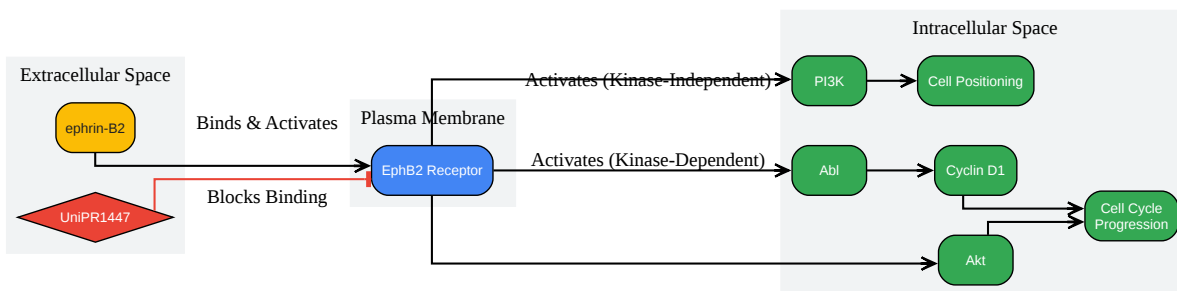 Extracellular Space
ephrin-B2
UniPR1447
Binds & Activates
Blocks Binding
Plasma Membrane
EphB2 Receptor
Activates (Kinase-Independent)
Activates (Kinase-Dependent)
Intracellular Space
PI3K
Cell Positioning
Abl
Cyclin D1
Akt
Cell Cycle
Progression